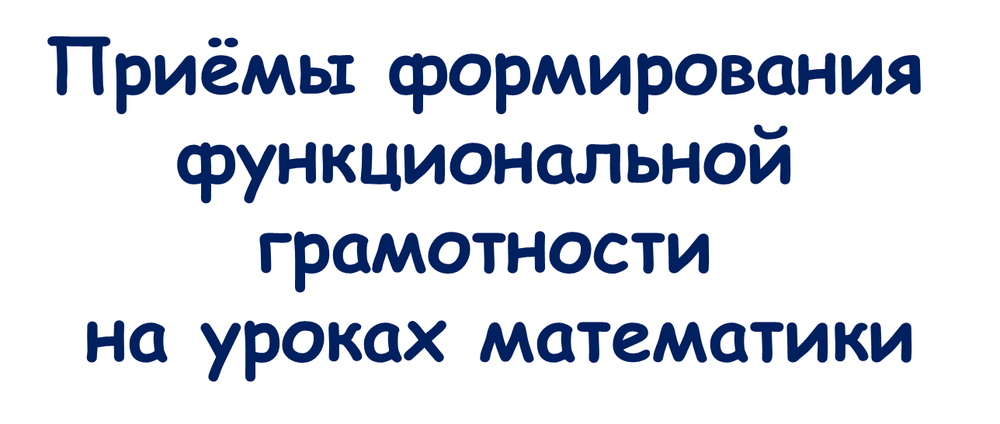 Приёмы формирования
функциональной
грамотности
на уроках математики